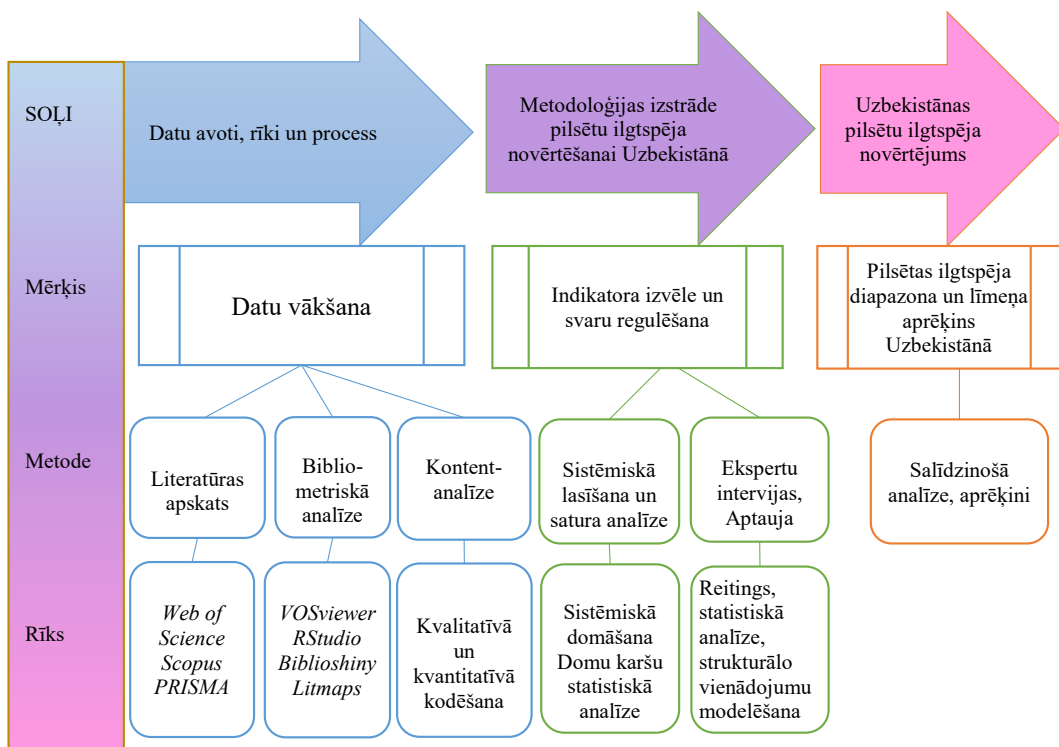 SOĻI
Datu avoti, rīki un process
Metodoloģijas izstrāde
pilsētu ilgtspēja
novērtēšanai Uzbekistānā
Uzbekistānas
pilsētu ilgtspēja
novērtējums
Mērķis
Datu vākšana
Indikatora izvēle un
svaru regulēšana
Pilsētas ilgtspēja
diapazona un līmeņa
aprēķins
Uzbekistānā
Metode
Literatūras
apskats
Biblio-
metriskā
analīze
Kontent-
analīze
Sistēmiskā
lasīšana un
satura analīze
Ekspertu
intervijas,
Aptauja
Salīdzinošā
analīze, aprēķini
Rīks
Web of
Science
Scopus
PRISMA
VOSviewer
RStudio
Biblioshiny
Litmaps
Kvalitatīvā
un
kvantitatīvā
kodēšana
Sistēmiskā
domāšana
Domu karšu
statistiskā
analīze
Reitings,
statistiskā
analīze,
strukturālo
vienādojumu
modelēšana